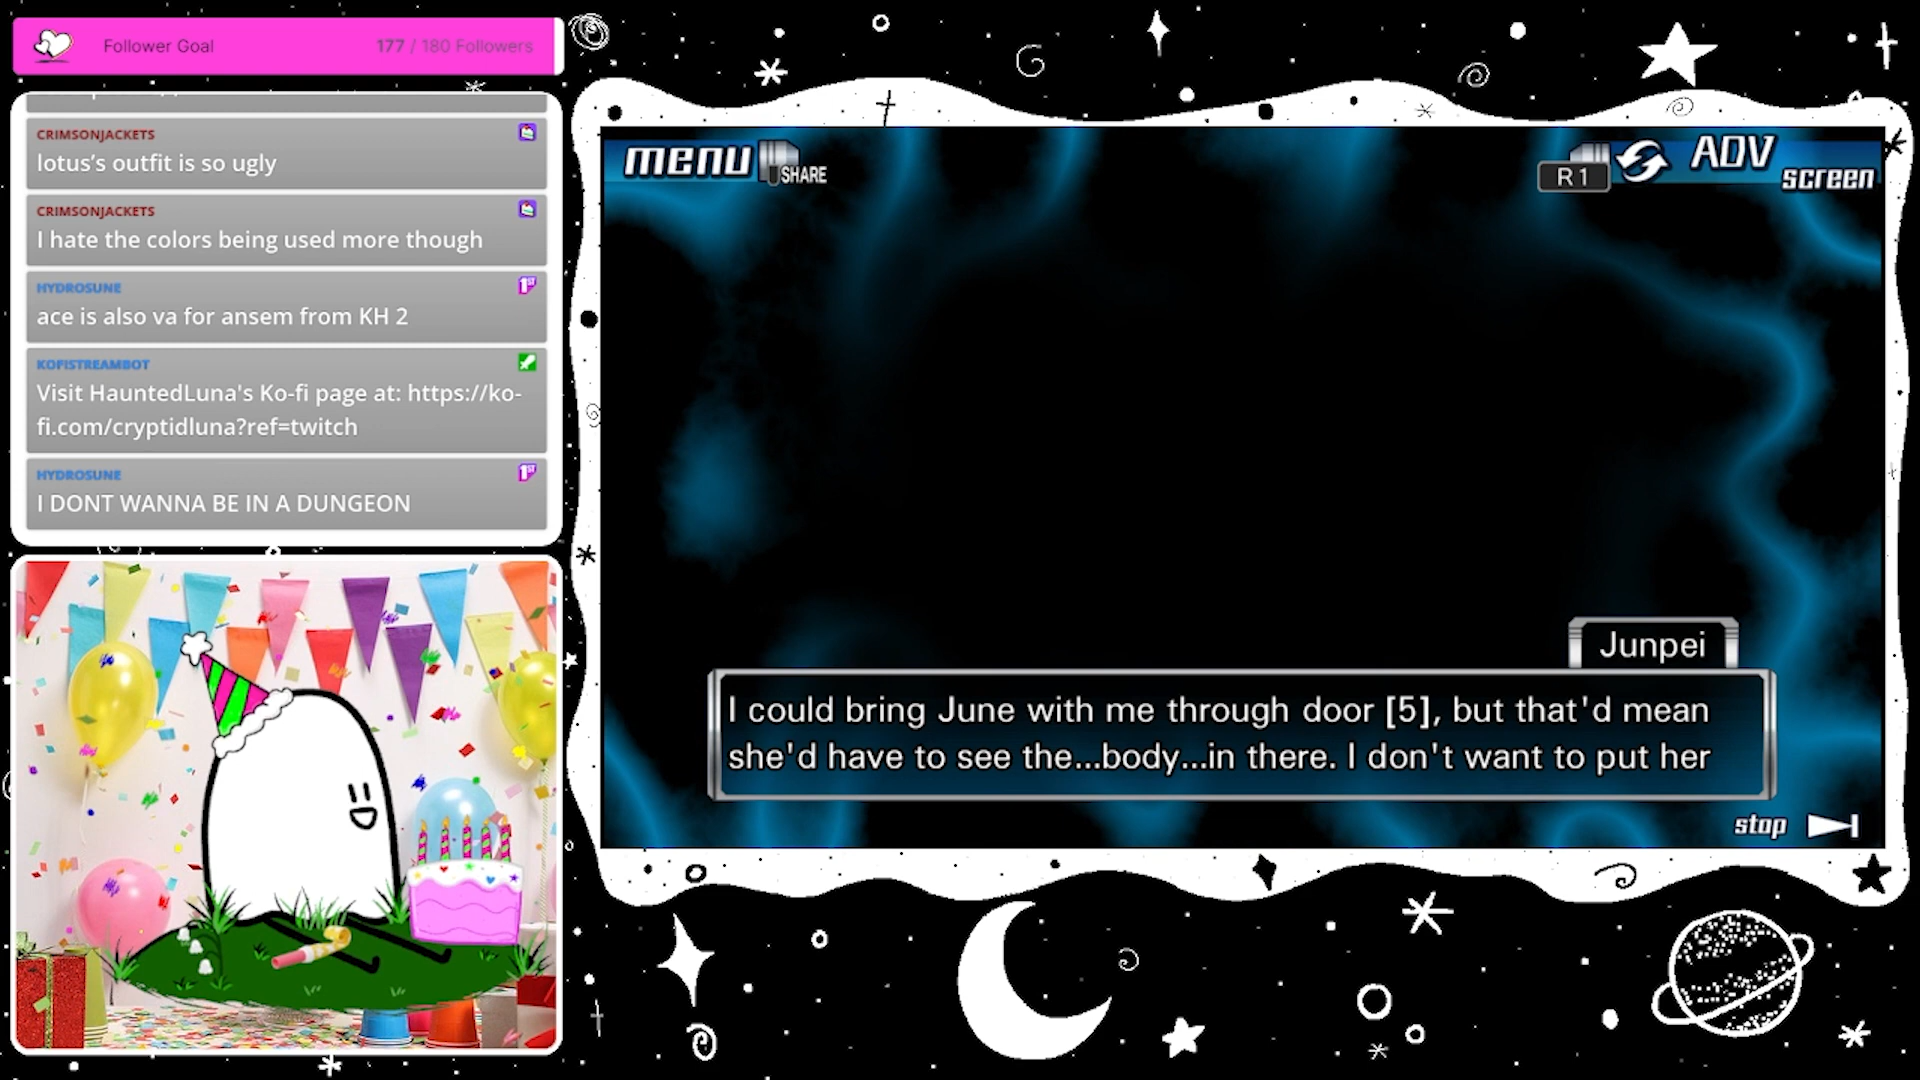 Follower Goal
177 / 180 Followers
CRIMSONJACKETS
lotus's outfit is so ugly
CRIMSONJACKETS
I hate the colors being used more though
HYDROSUNE
1ST
ace is also va for ansem from KH 2
KOFISTREAMBOT
Visit HauntedLuna's Ko-fi page at: https://ko-
fi.com/cryptidluna?ref=twitch
HYDROSUNE
1ST
I DONT WANNA BE IN A DUNGEON
menu
SHARE
R1
ADV
screen
Junpei
I could bring June with me through door [5], but that'd mean
she'd have to see the...body...in there. I don't want to put her
stop